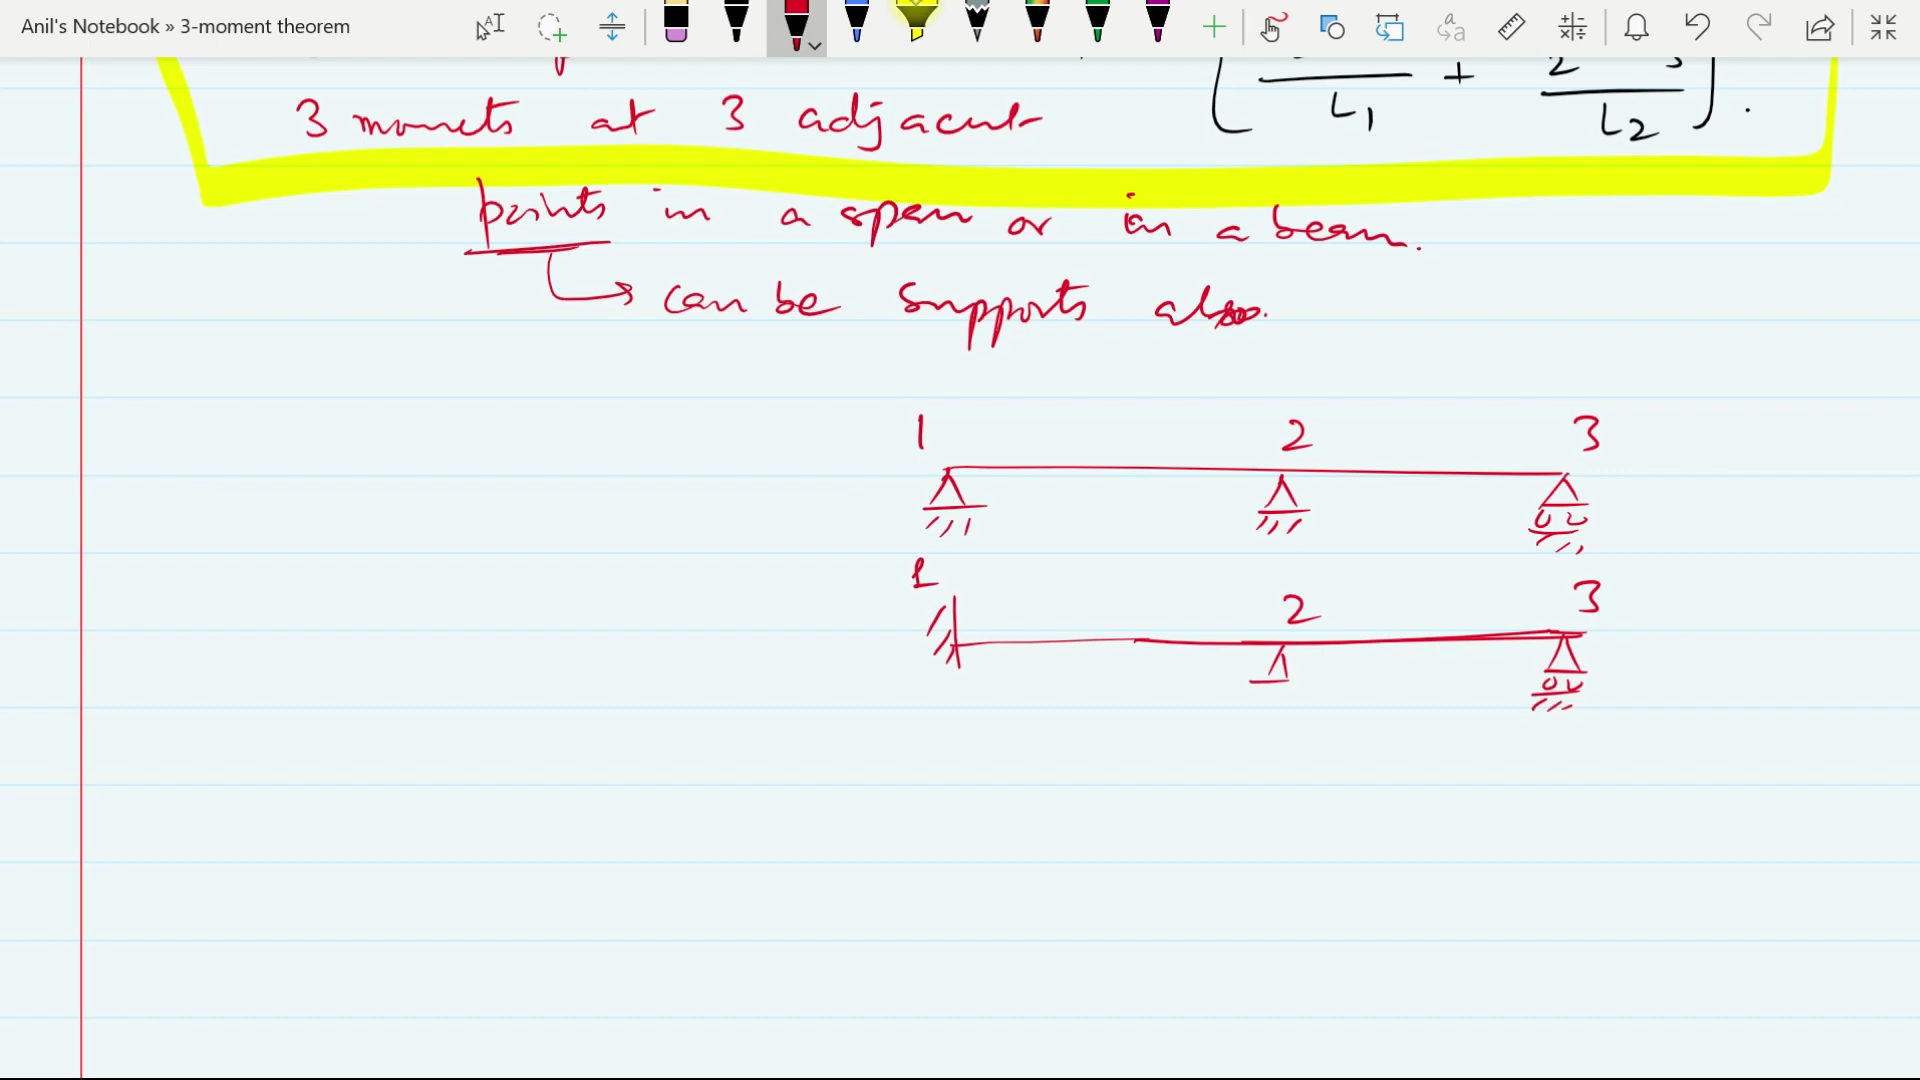 Anil's Notebook » 3-moment theorem
3 moments at 3 adjacent
L1 + L2 .
points in a span or in a beam.
can be supports also.
1 2 3
1 2 3